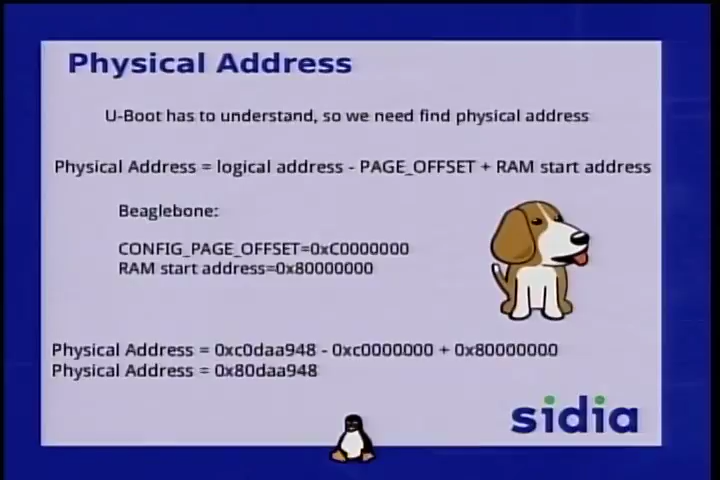 Physical Address
U-Boot has to understand, so we need find physical address
Physical Address = logical address - PAGE_OFFSET + RAM start address
Beaglebone:
CONFIG_PAGE_OFFSET=0xC0000000
RAM start address=0x80000000
Physical Address = 0xc0daa948 - 0xc0000000 + 0x80000000
Physical Address = 0x80daa948
sidia